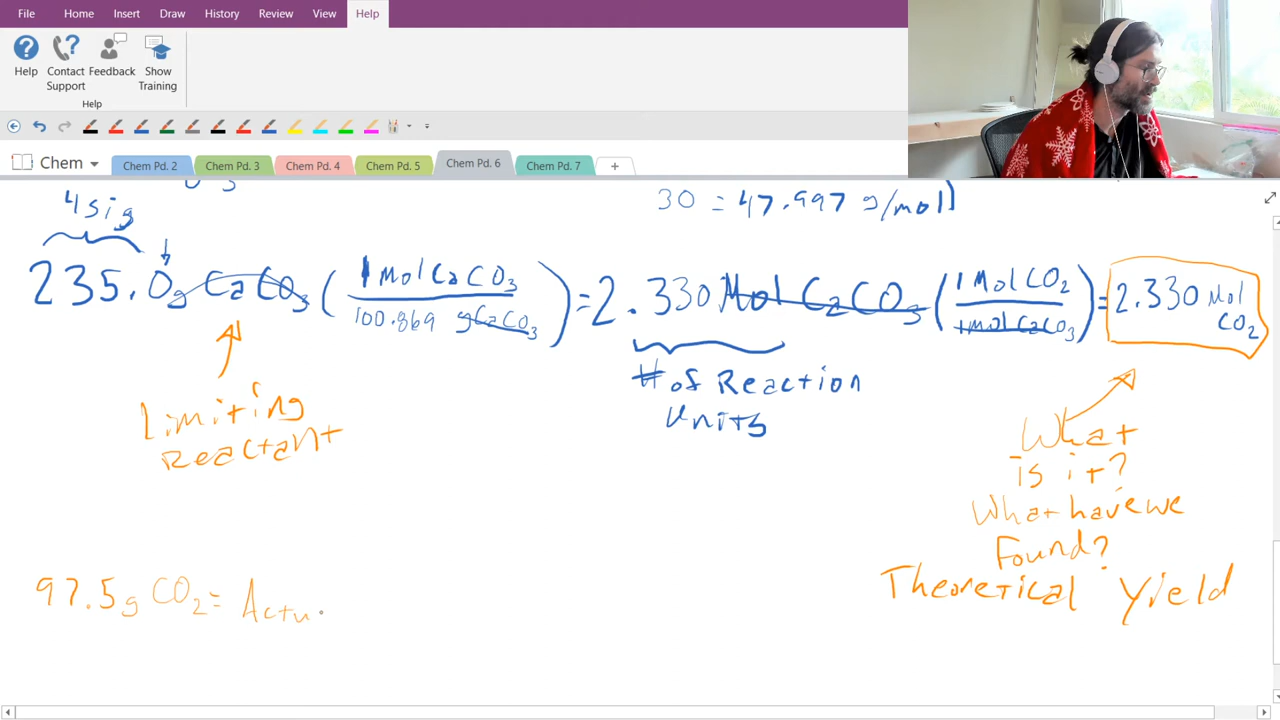 File Home Insert Draw History Review View Help
Help Contact Support Feedback Show Training
Help
Chem Chem Pd. 2 Chem Pd. 3 Chem Pd. 4 Chem Pd. 5 Chem Pd. 6 Chem Pd. 7 +
3O = 47.997 g/mol]
4 sig
235.0g CaCO3 (1 Mol CaCO3 / 100.869 g CaCO3) = 2.330 Mol CaCO3 (1 Mol CO2 / 1 mol CaCO3) = 2.330 Mol CO2
# of Reaction
Units
Limiting
Reactant
What
is it?
What have we
Found?
Theoretical Yield
97.5g CO2 = Actu